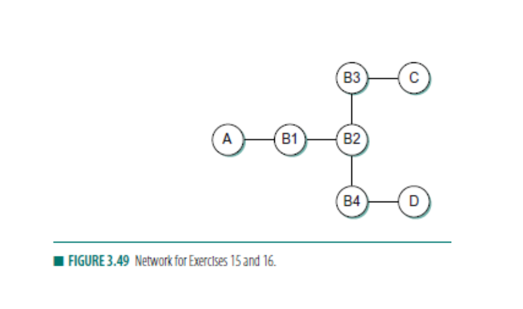 B3 C
A B1 B2
B4 D
FIGURE 3.49 Network for Exercises 15 and 16.